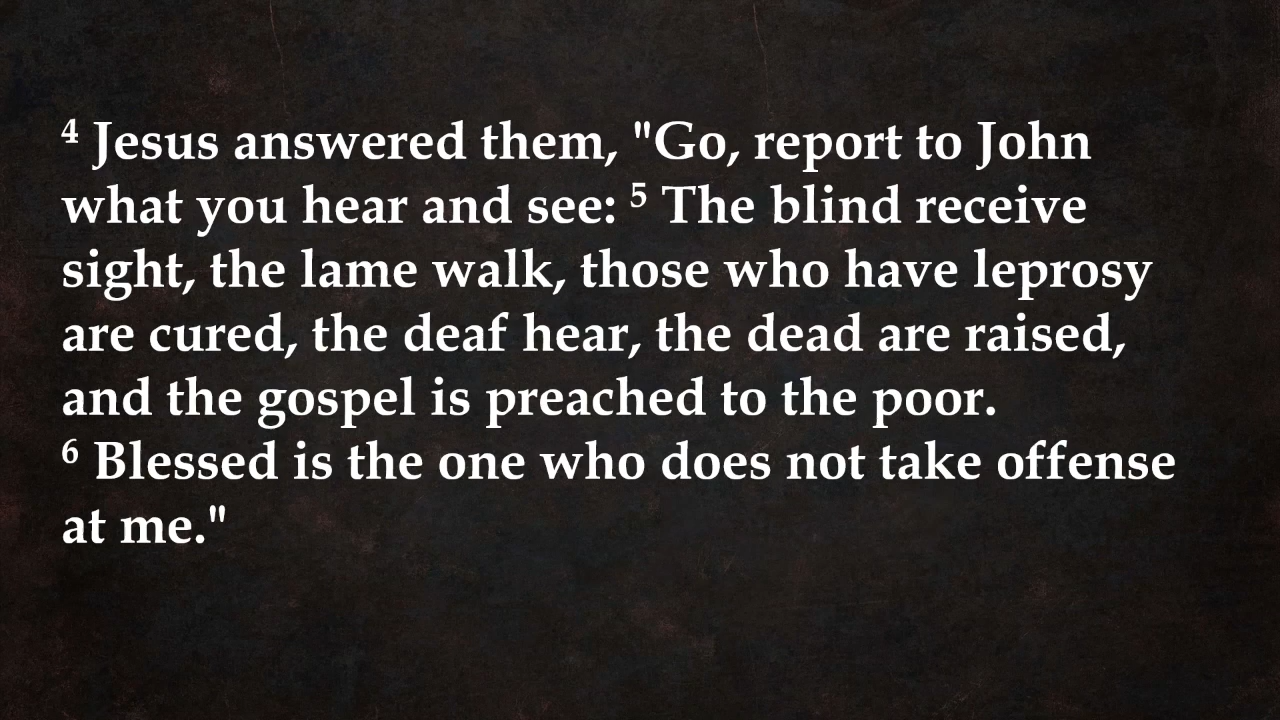 ⁴ Jesus answered them, "Go, report to John
what you hear and see: ⁵ The blind receive
sight, the lame walk, those who have leprosy
are cured, the deaf hear, the dead are raised,
and the gospel is preached to the poor.
⁶ Blessed is the one who does not take offense
at me."